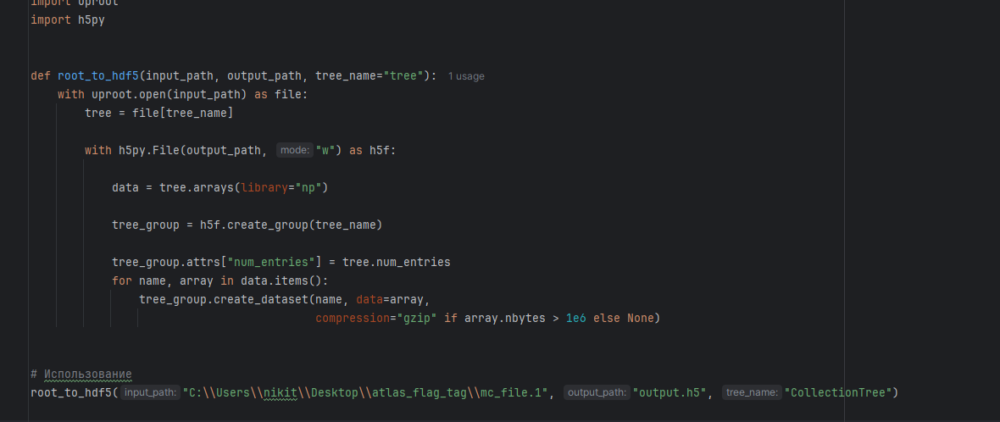 import uproot
import h5py
def root_to_hdf5(input_path, output_path, tree_name="tree"): 1 usage
with uproot.open(input_path) as file:
tree = file[tree_name]
with h5py.File(output_path, mode: "w") as h5f:
data = tree.arrays(library="np")
tree_group = h5f.create_group(tree_name)
tree_group.attrs["num_entries"] = tree.num_entries
for name, array in data.items():
tree_group.create_dataset(name, data=array,
compression="gzip" if array.nbytes > 1e6 else None)
# Использование
root_to_hdf5( input_path: "C:\\Users\\nikit\\Desktop\\atlas_flag_tag\\mc_file.1", output_path: "output.h5", tree_name: "CollectionTree")